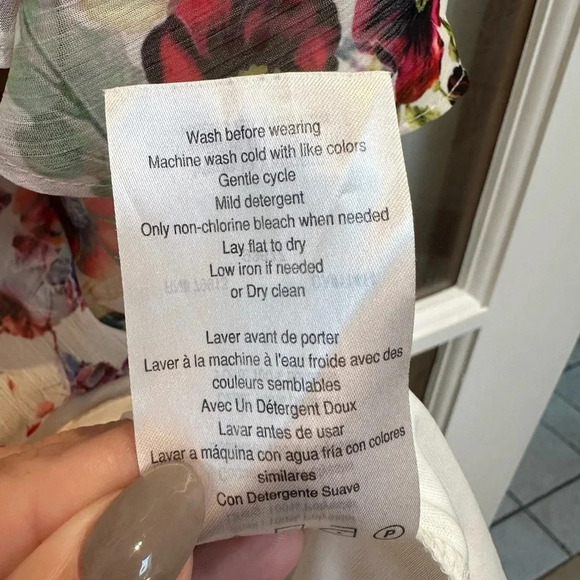 Wash before wearing
Machine wash cold with like colors
Gentle cycle
Mild detergent
Only non-chlorine bleach when needed
Lay flat to dry
Low iron if needed
or Dry clean
Laver avant de porter
Laver à la machine à l'eau froide avec des
couleurs semblables
Avec Un Détergent Doux
Lavar antes de usar
Lavar a máquina con agua fría con colores
similares
Con Detergente Suave
P